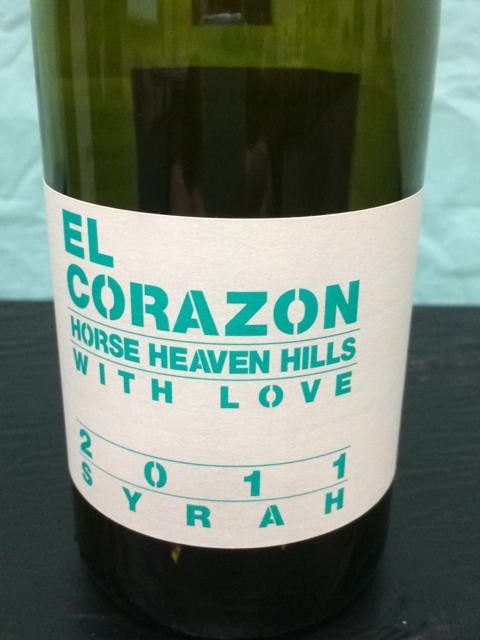 EL
CORAZON
HORSE HEAVEN HILLS
WITH LOVE
2011
SYRAH